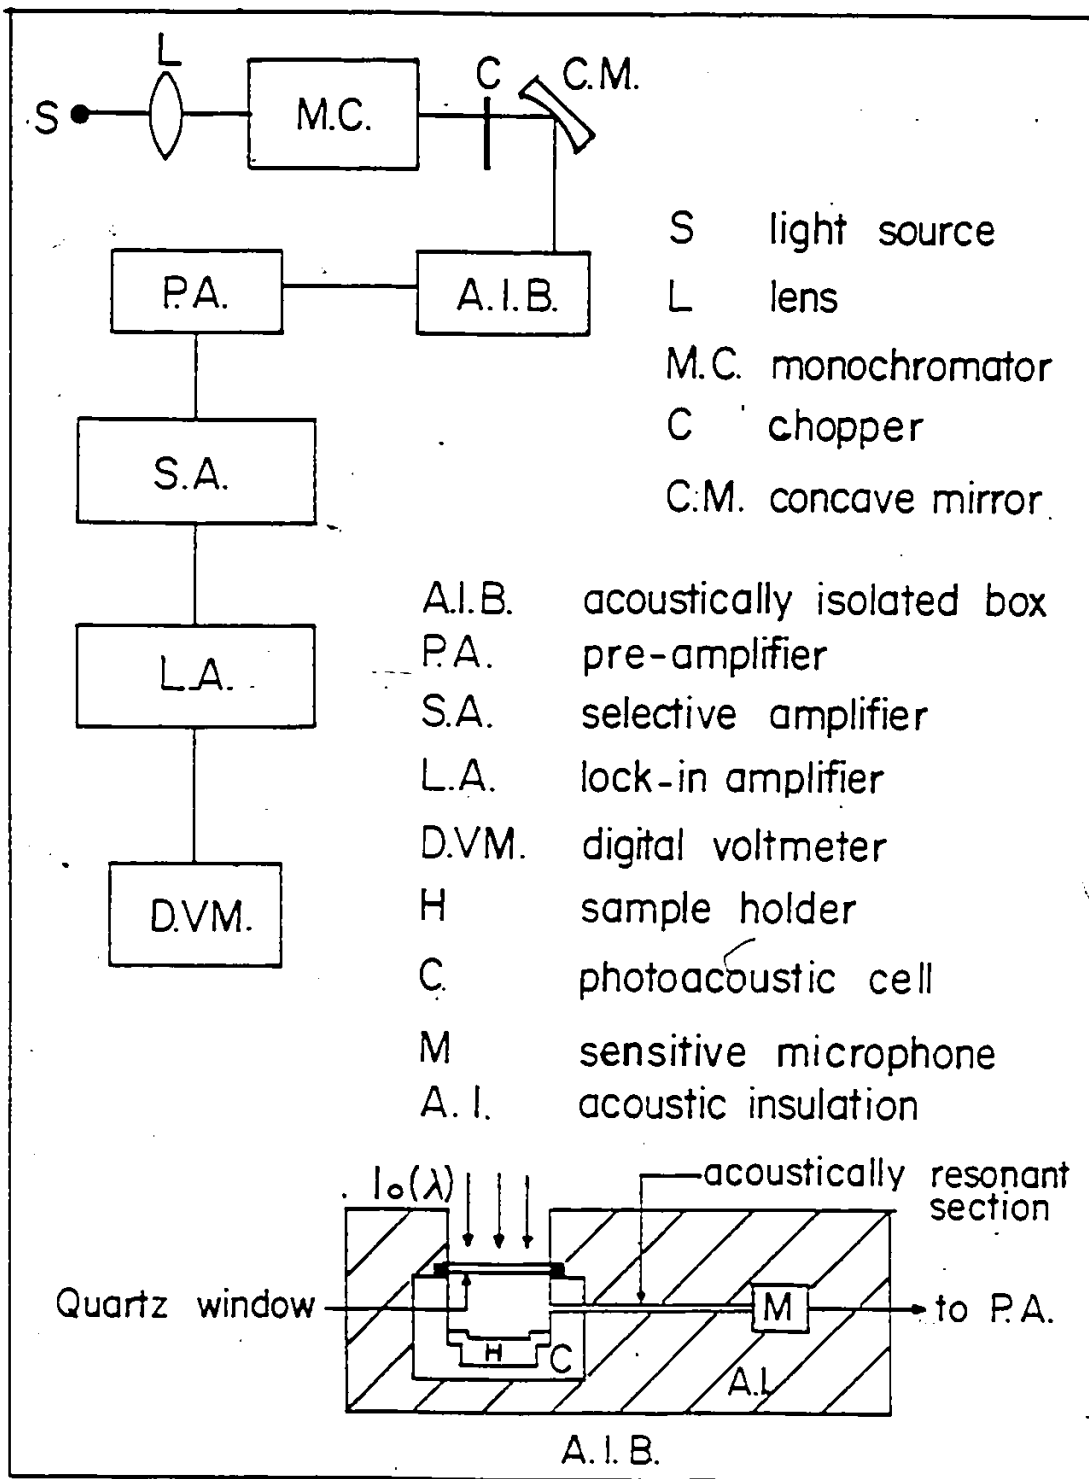 L
C
C.M.
S
M.C.
P.A.
A.I.B.
S light source
L lens
M.C. monochromator
C chopper
C.M. concave mirror
S.A.
A.I.B. acoustically isolated box
P.A. pre-amplifier
L.A.
S.A. selective amplifier
L.A. lock-in amplifier
D.VM. digital voltmeter
D.VM.
H sample holder
C. photoacoustic cell
M sensitive microphone
A.I. acoustic insulation
Io(λ)
acoustically resonant
section
Quartz window
M
to P.A.
H
C
A.I.
A.I.B.